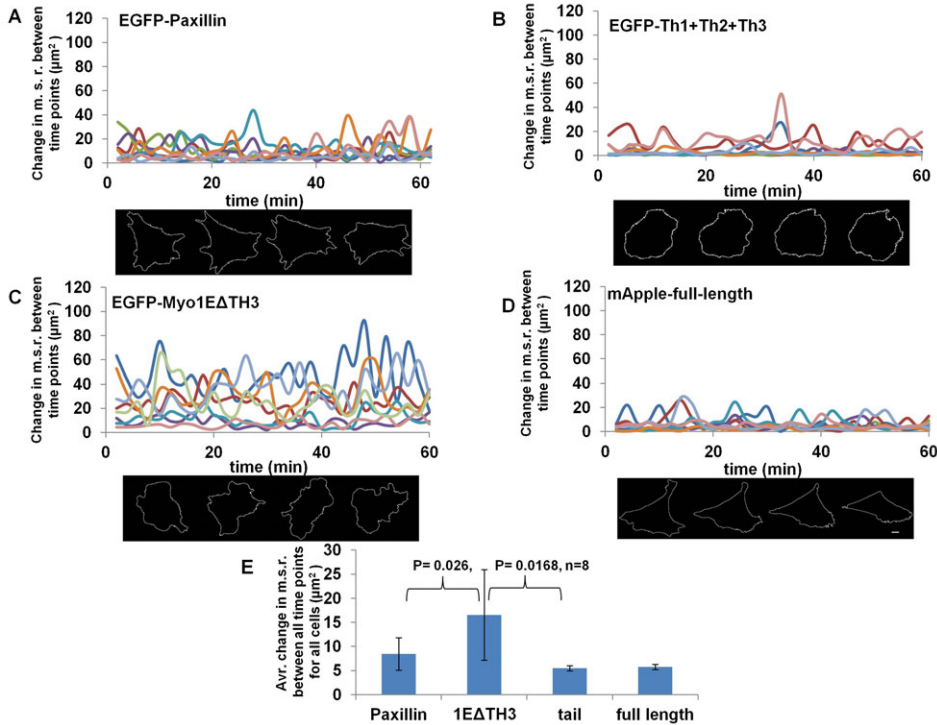 A
EGFP-Paxillin
Change in m. s. r. between
time points (µm²)
120
100
80
60
40
20
0
0 20 40 60
time (min)
B
EGFP-Th1+Th2+Th3
Change in m.s.r. between
time points (µm²)
120
100
80
60
40
20
0
0 20 40 60
time (min)
C
EGFP-Myo1EΔTH3
Change in m.s.r. between
time points (µm²)
120
100
80
60
40
20
0
0 20 40 60
time (min)
D
mApple-full-length
Change in m.s.r. between
time points (µm²)
120
100
80
60
40
20
0
0 20 40 60
time (min)
E
Avr. change in m.s.r.
between all time points
for all cells (µm²)
30
25
20
15
10
5
0
P= 0.026,
P= 0.0168, n=8
Paxillin 1EΔTH3 tail full length